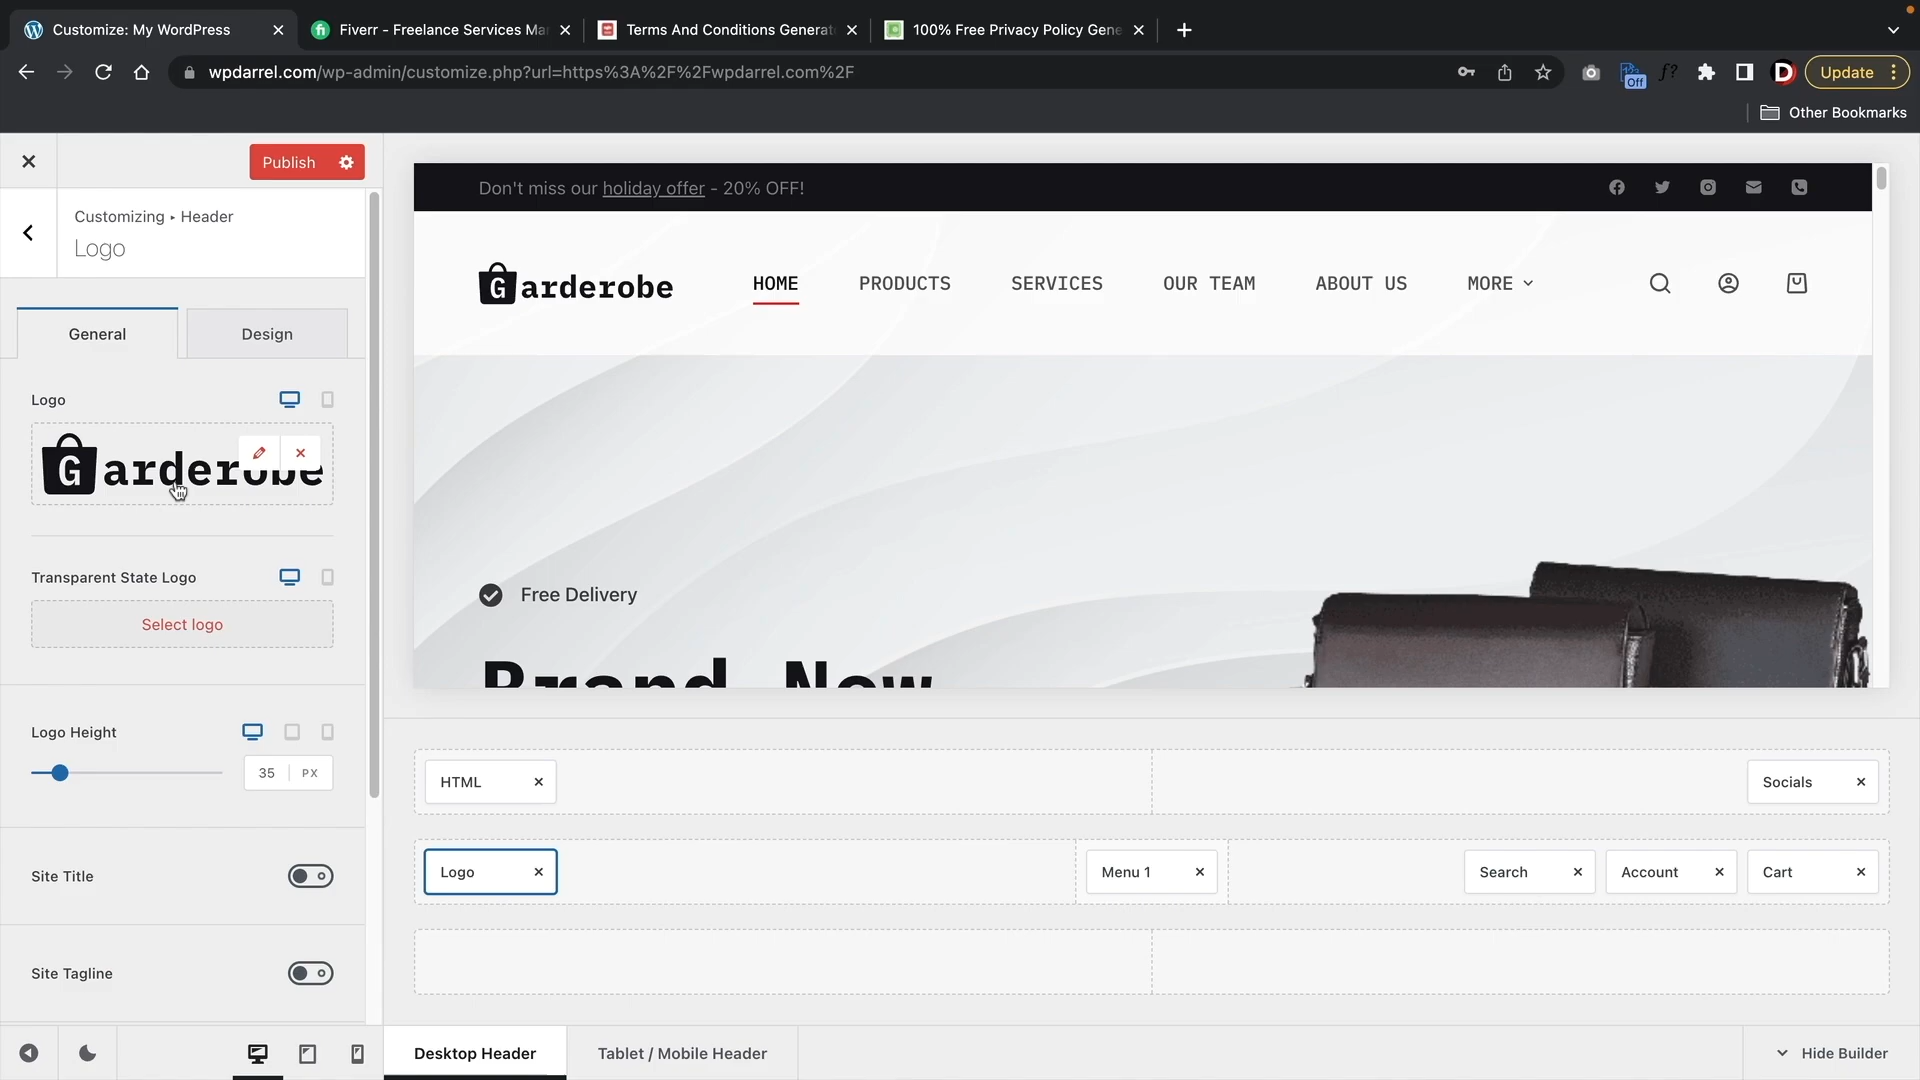 Customize: My WordPress
Fiverr - Freelance Services Mar
Terms And Conditions Generat
100% Free Privacy Policy Gene
wpdarrel.com/wp-admin/customize.php?url=https%3A%2F%2Fwpdarrel.com%2F
Off
f?
D
Update
Other Bookmarks
Publish
Customizing ▸ Header
Logo
General
Design
Logo
Garderobe
Transparent State Logo
Select logo
Logo Height
35 PX
Site Title
Site Tagline
Don't miss our holiday offer - 20% OFF!
Garderobe
HOME
PRODUCTS
SERVICES
OUR TEAM
ABOUT US
MORE
Free Delivery
Brand New
HTML
Socials
Logo
Menu 1
Search
Account
Cart
Desktop Header
Tablet / Mobile Header
Hide Builder